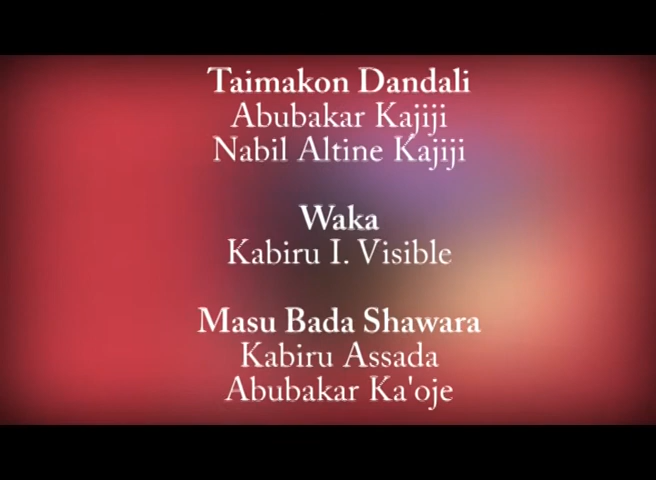 Taimakon Dandali
Abubakar Kajiji
Nabil Altine Kajiji
Waka
Kabiru I. Visible
Masu Bada Shawara
Kabiru Assada
Abubakar Ka'oje